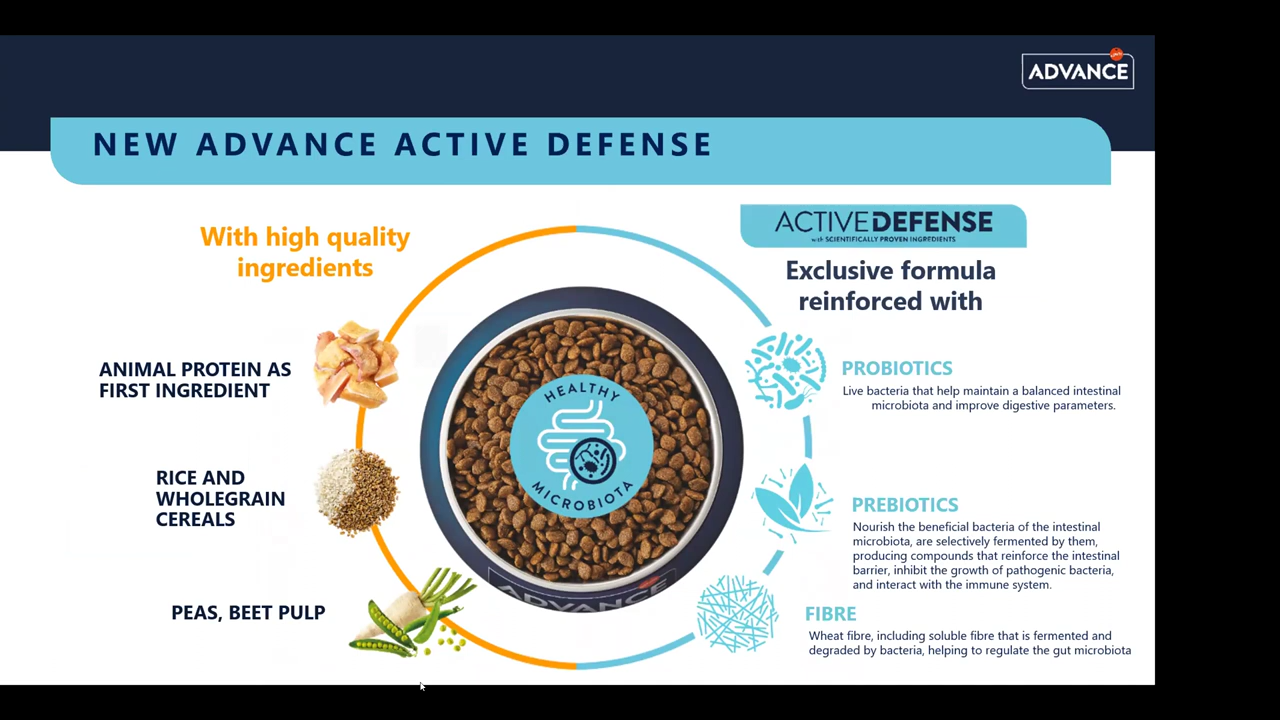 ADVANCE
NEW ADVANCE ACTIVE DEFENSE
With high quality
ingredients
ANIMAL PROTEIN AS
FIRST INGREDIENT
RICE AND
WHOLEGRAIN
CEREALS
PEAS, BEET PULP
HEALTHY
MICROBIOTA
ADVANCE
ACTIVEDEFENSE
with SCIENTIFICALLY PROVEN INGREDIENTS
Exclusive formula
reinforced with
PROBIOTICS
Live bacteria that help maintain a balanced intestinal
microbiota and improve digestive parameters.
PREBIOTICS
Nourish the beneficial bacteria of the intestinal
microbiota, are selectively fermented by them,
producing compounds that reinforce the intestinal
barrier, inhibit the growth of pathogenic bacteria,
and interact with the immune system.
FIBRE
Wheat fibre, including soluble fibre that is fermented and
degraded by bacteria, helping to regulate the gut microbiota